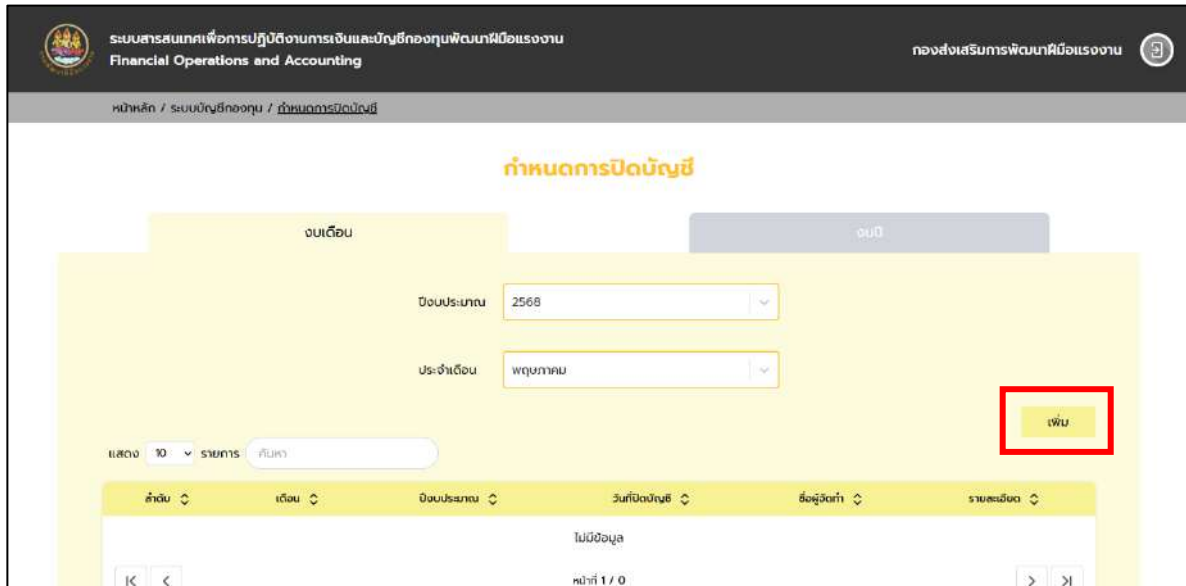 ระบบสารสนเทศเพื่อการปฏิบัติงานการเงินและบัญชีกองทุนพัฒนาฝีมือแรงงาน
Financial Operations and Accounting
กองส่งเสริมการพัฒนาฝีมือแรงงาน
หน้าหลัก / ระบบบัญชีกองทุน / กำหนดการปิดบัญชี
กำหนดการปิดบัญชี
งบเดือน งบปี
ปีงบประมาณ 2568
ประจำเดือน พฤษภาคม
เพิ่ม
แสดง 10 รายการ ค้นหา
ลำดับ เดือน ปีงบประมาณ วันที่ปิดบัญชี ชื่อผู้จัดทำ รายละเอียด
ไม่มีข้อมูล
หน้าที่ 1 / 0